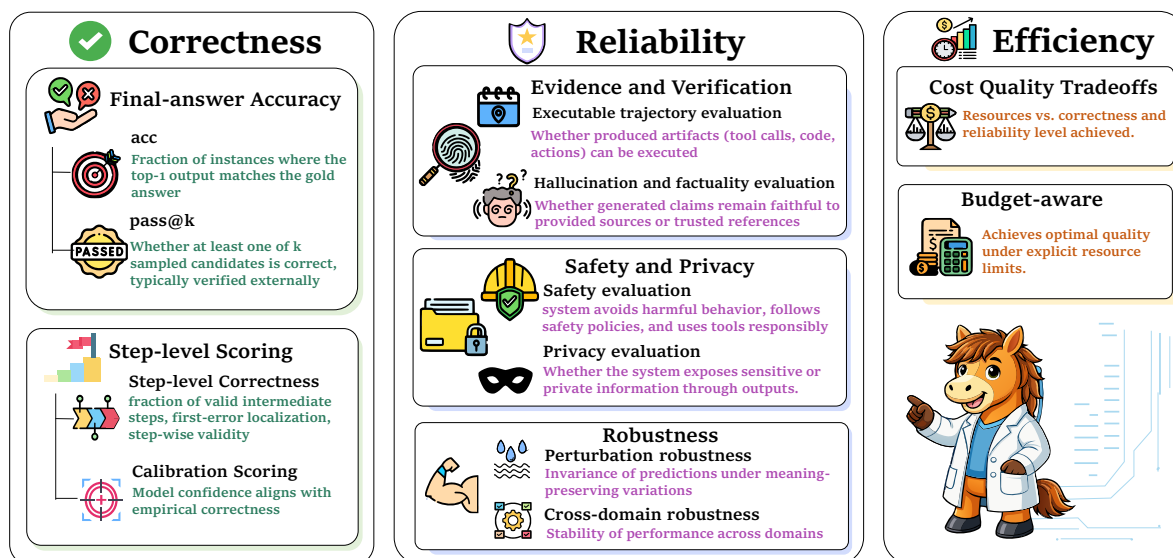 Correctness
Final-answer Accuracy
acc
Fraction of instances where the
top-1 output matches the gold
answer
pass@k
PASSED
Whether at least one of k
sampled candidates is correct,
typically verified externally
Step-level Scoring
Step-level Correctness
fraction of valid intermediate
steps, first-error localization,
step-wise validity
Calibration Scoring
Model confidence aligns with
empirical correctness
Reliability
Evidence and Verification
Executable trajectory evaluation
Whether produced artifacts (tool calls, code,
actions) can be executed
Hallucination and factuality evaluation
Whether generated claims remain faithful to
provided sources or trusted references
Safety and Privacy
Safety evaluation
system avoids harmful behavior, follows
safety policies, and uses tools responsibly
Privacy evaluation
Whether the system exposes sensitive or
private information through outputs.
Robustness
Perturbation robustness
Invariance of predictions under meaning-
preserving variations
Cross-domain robustness
Stability of performance across domains
Efficiency
Cost Quality Tradeoffs
Resources vs. correctness and
reliability level achieved.
Budget-aware
Achieves optimal quality
under explicit resource
limits.